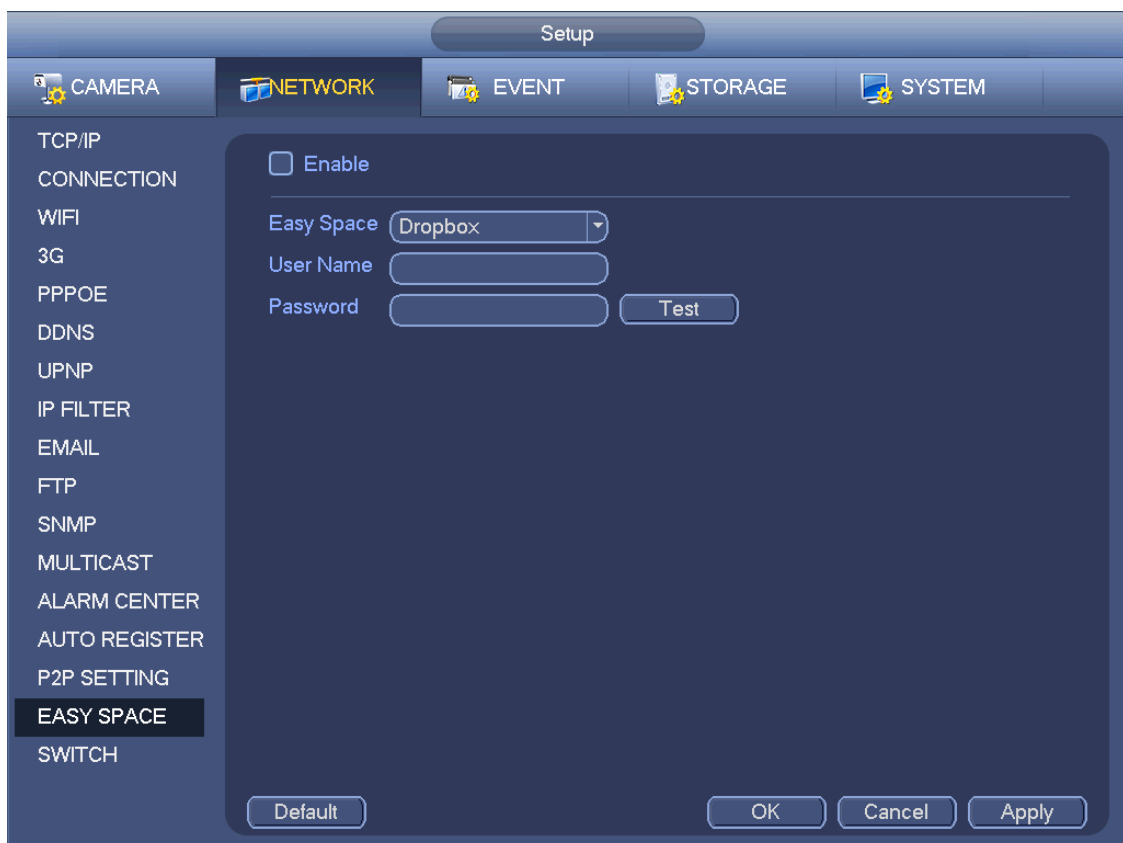 Setup
CAMERA NETWORK EVENT STORAGE SYSTEM
TCP/IP
CONNECTION
WIFI
3G
PPPOE
DDNS
UPNP
IP FILTER
EMAIL
FTP
SNMP
MULTICAST
ALARM CENTER
AUTO REGISTER
P2P SETTING
EASY SPACE
SWITCH
Enable
Easy Space Dropbox
User Name
Password Test
Default OK Cancel Apply